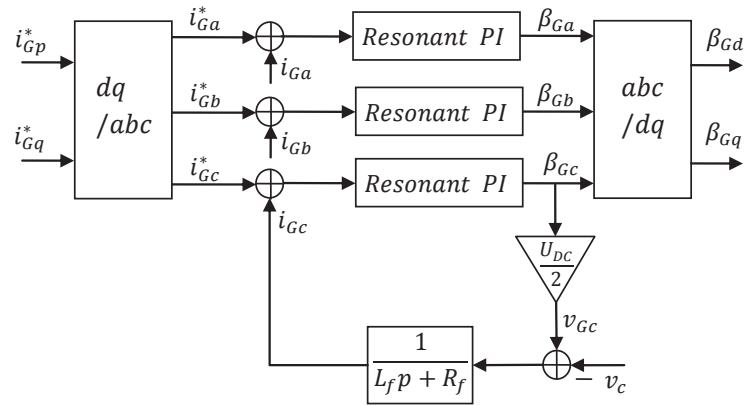 i*Gp
i*Gq
dq
/abc
i*Ga
i*Gb
i*Gc
iGa
iGb
iGc
Resonant PI
Resonant PI
Resonant PI
βGa
βGb
βGc
abc
/dq
βGd
βGq
UDC
2
vGc
1
Lfp + Rf
− vc